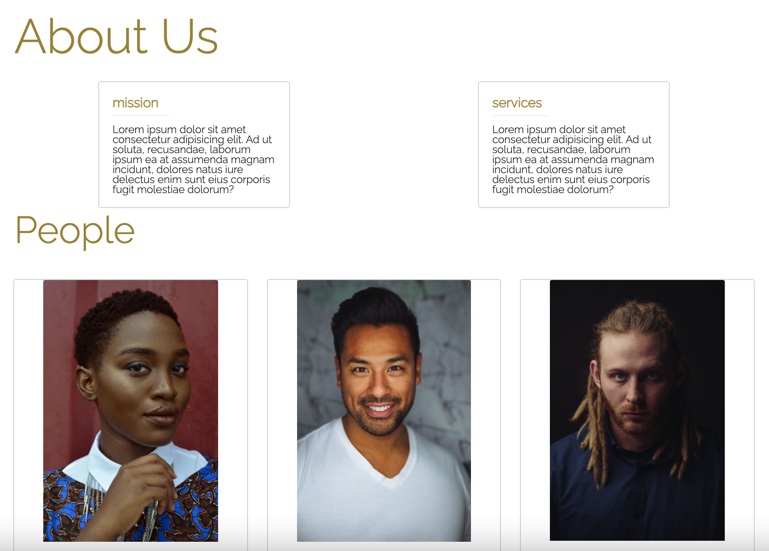 About Us
mission
Lorem ipsum dolor sit amet
consectetur adipisicing elit. Ad ut
soluta, recusandae, laborum
ipsum ea at assumenda magnam
incidunt, dolores natus iure
delectus enim sunt eius corporis
fugit molestiae dolorum?
services
Lorem ipsum dolor sit amet
consectetur adipisicing elit. Ad ut
soluta, recusandae, laborum
ipsum ea at assumenda magnam
incidunt, dolores natus iure
delectus enim sunt eius corporis
fugit molestiae dolorum?
People